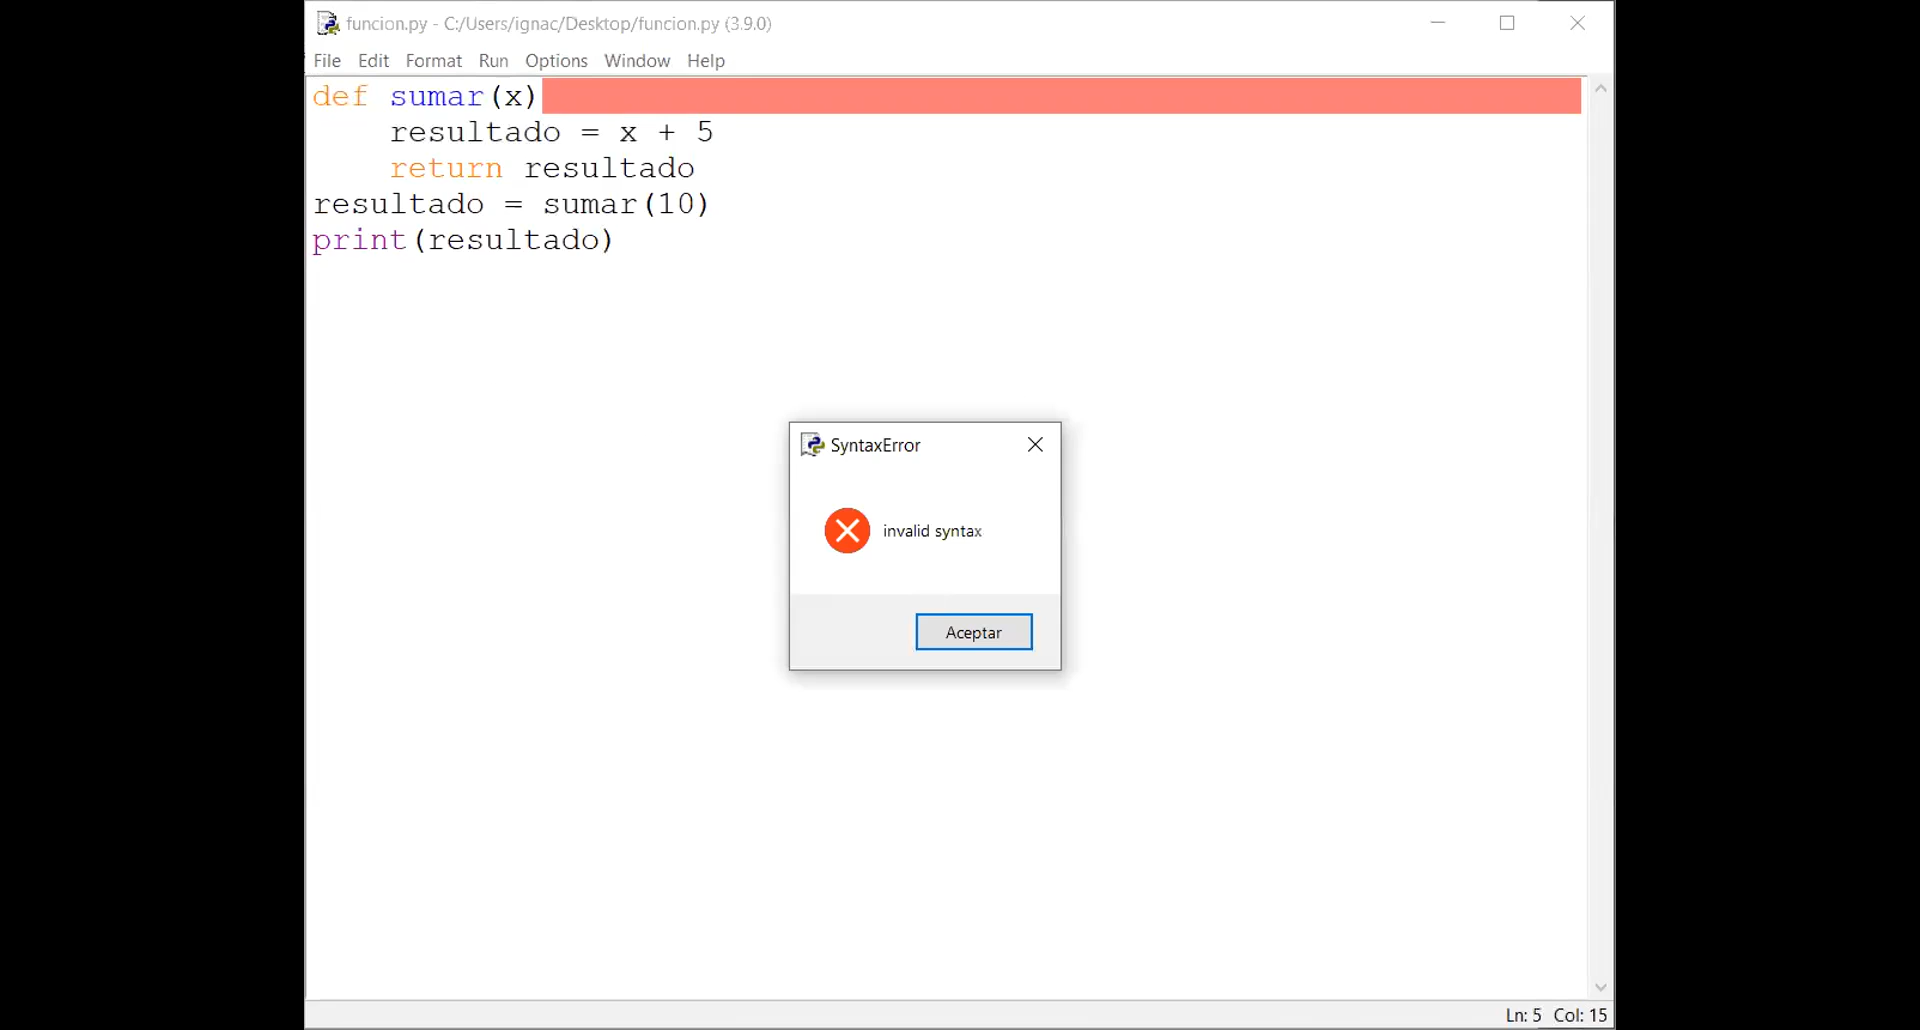 funcion.py - C:/Users/ignac/Desktop/funcion.py (3.9.0)
File Edit Format Run Options Window Help
def sumar(x)
    resultado = x + 5
    return resultado
resultado = sumar(10)
print(resultado)
SyntaxError
invalid syntax
Aceptar
Ln: 5 Col: 15